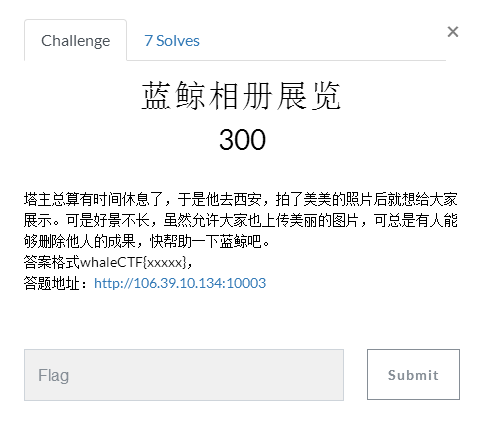 Challenge
7 Solves
×
蓝鲸相册展览
300
塔主总算有时间休息了，于是他去西安，拍了美美的照片后就想给大家
展示。可是好景不长，虽然允许大家也上传美丽的图片，可总是有人能
够删除他人的成果，快帮助一下蓝鲸吧。
答案格式whaleCTF{xxxxx}，
答题地址：http://106.39.10.134:10003
Flag
Submit